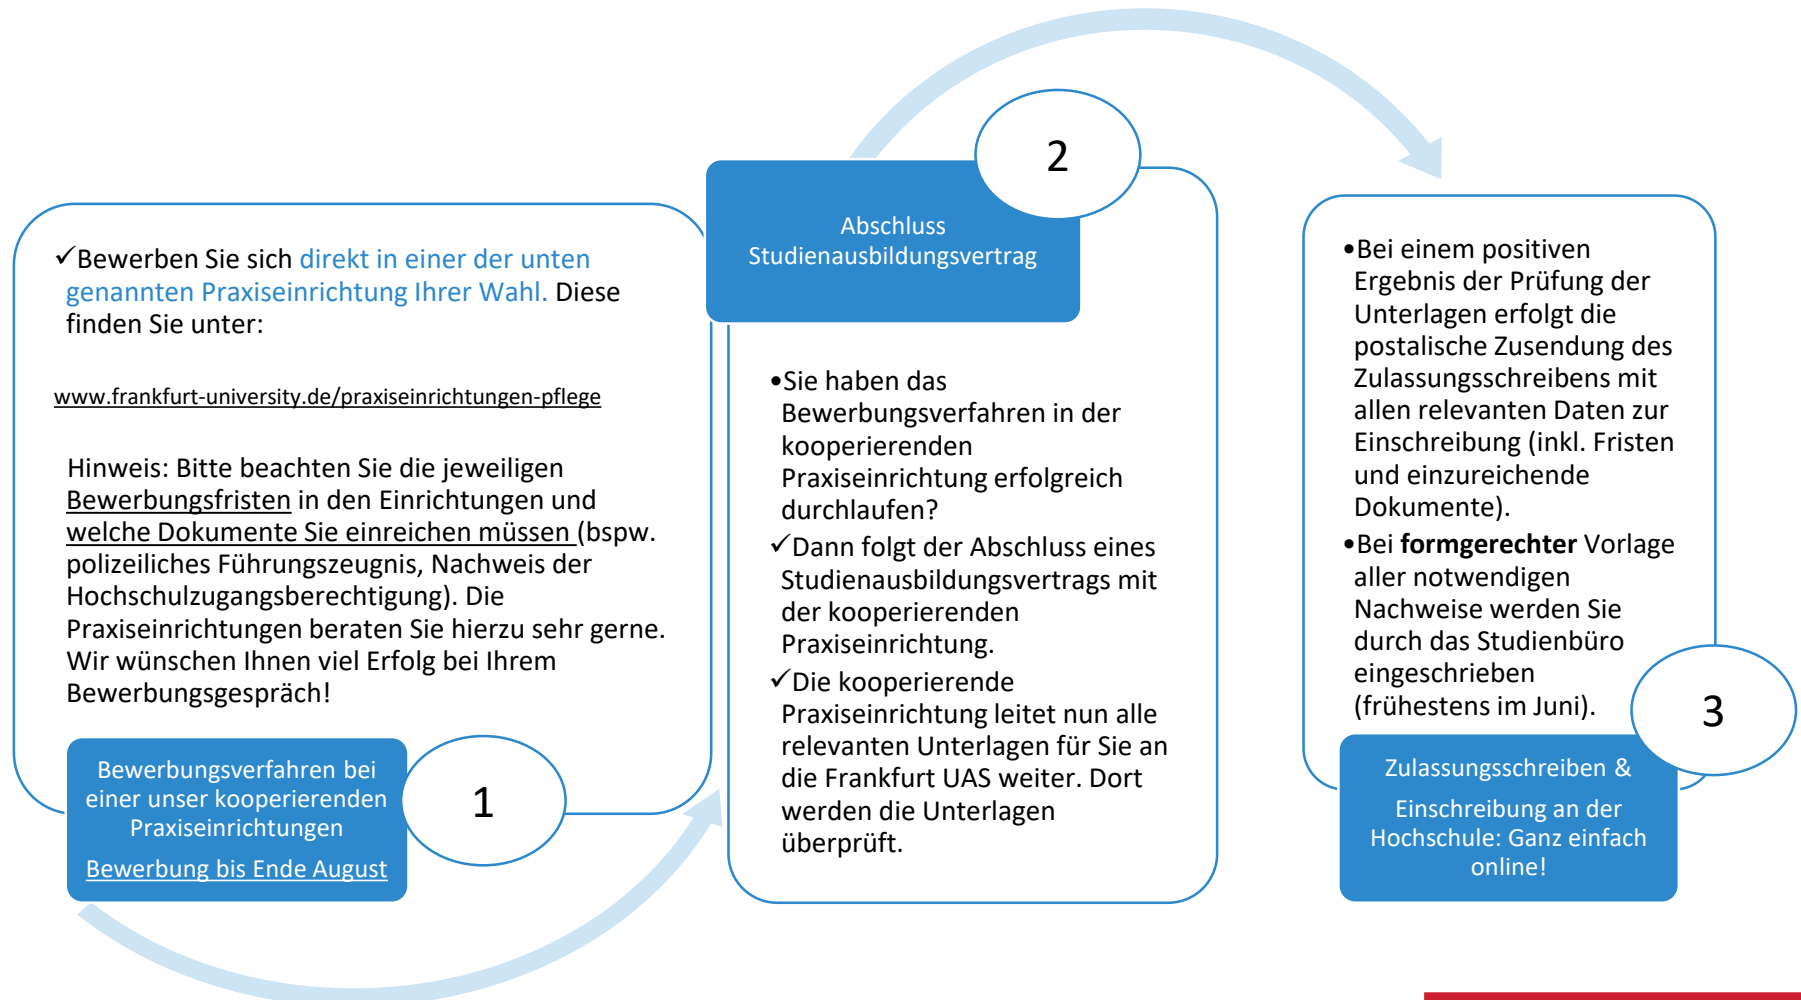 ✓Bewerben Sie sich direkt in einer der unten
genannten Praxiseinrichtung Ihrer Wahl. Diese
finden Sie unter:
www.frankfurt-university.de/praxiseinrichtungen-pflege
Hinweis: Bitte beachten Sie die jeweiligen
Bewerbungsfristen in den Einrichtungen und
welche Dokumente Sie einreichen müssen (bspw.
polizeiliches Führungszeugnis, Nachweis der
Hochschulzugangsberechtigung). Die
Praxiseinrichtungen beraten Sie hierzu sehr gerne.
Wir wünschen Ihnen viel Erfolg bei Ihrem
Bewerbungsgespräch!
Bewerbungsverfahren bei
einer unser kooperierenden
Praxiseinrichtungen
Bewerbung bis Ende August
1
2
Abschluss
Studienausbildungsvertrag
•Sie haben das
Bewerbungsverfahren in der
kooperierenden
Praxiseinrichtung erfolgreich
durchlaufen?
✓Dann folgt der Abschluss eines
Studienausbildungsvertrags mit
der kooperierenden
Praxiseinrichtung.
✓Die kooperierende
Praxiseinrichtung leitet nun alle
relevanten Unterlagen für Sie an
die Frankfurt UAS weiter. Dort
werden die Unterlagen
überprüft.
•Bei einem positiven
Ergebnis der Prüfung der
Unterlagen erfolgt die
postalische Zusendung des
Zulassungsschreibens mit
allen relevanten Daten zur
Einschreibung (inkl. Fristen
und einzureichende
Dokumente).
•Bei formgerechter Vorlage
aller notwendigen
Nachweise werden Sie
durch das Studienbüro
eingeschrieben
(frühestens im Juni).
3
Zulassungsschreiben &
Einschreibung an der
Hochschule: Ganz einfach
online!